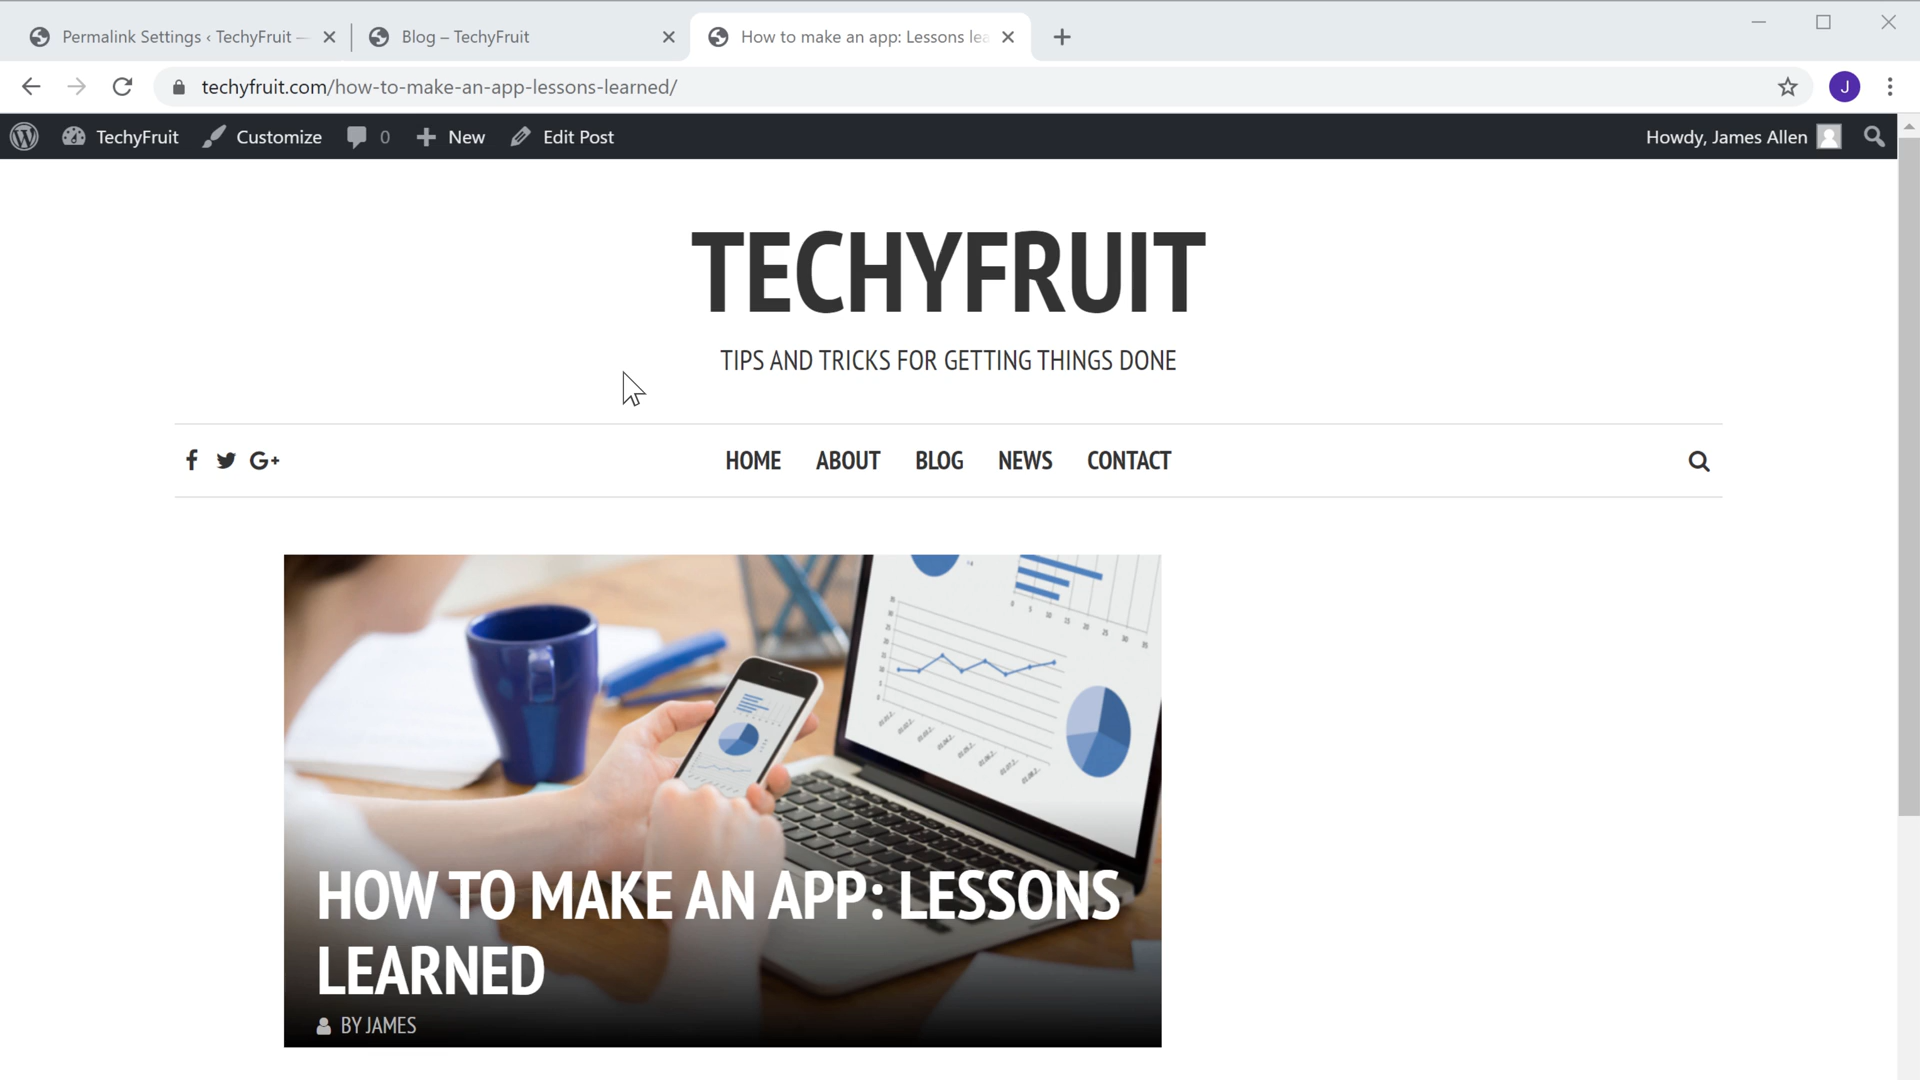 Permalink Settings ‹ TechyFruit —
Blog – TechyFruit
How to make an app: Lessons lea
techyfruit.com/how-to-make-an-app-lessons-learned/
J
TechyFruit
Customize
0
New
Edit Post
Howdy, James Allen
TECHYFRUIT
TIPS AND TRICKS FOR GETTING THINGS DONE
G+
HOME
ABOUT
BLOG
NEWS
CONTACT
HOW TO MAKE AN APP: LESSONS
LEARNED
BY JAMES